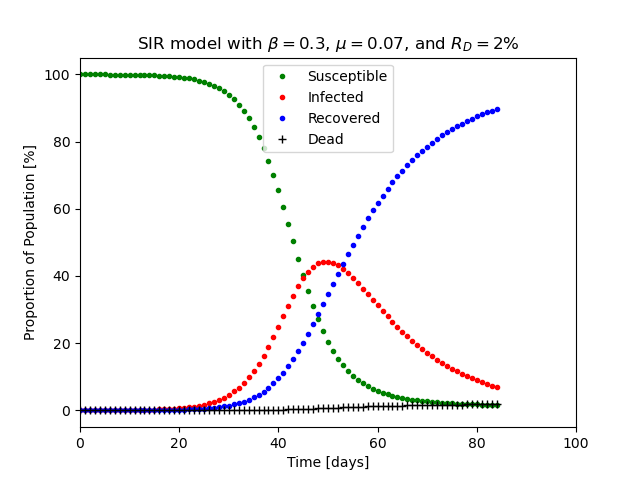 SIR model with β = 0.3, μ = 0.07, and R_D = 2%
Susceptible
Infected
Recovered
Dead
Proportion of Population [%]
100
80
60
40
20
0
0 20 40 60 80 100
Time [days]